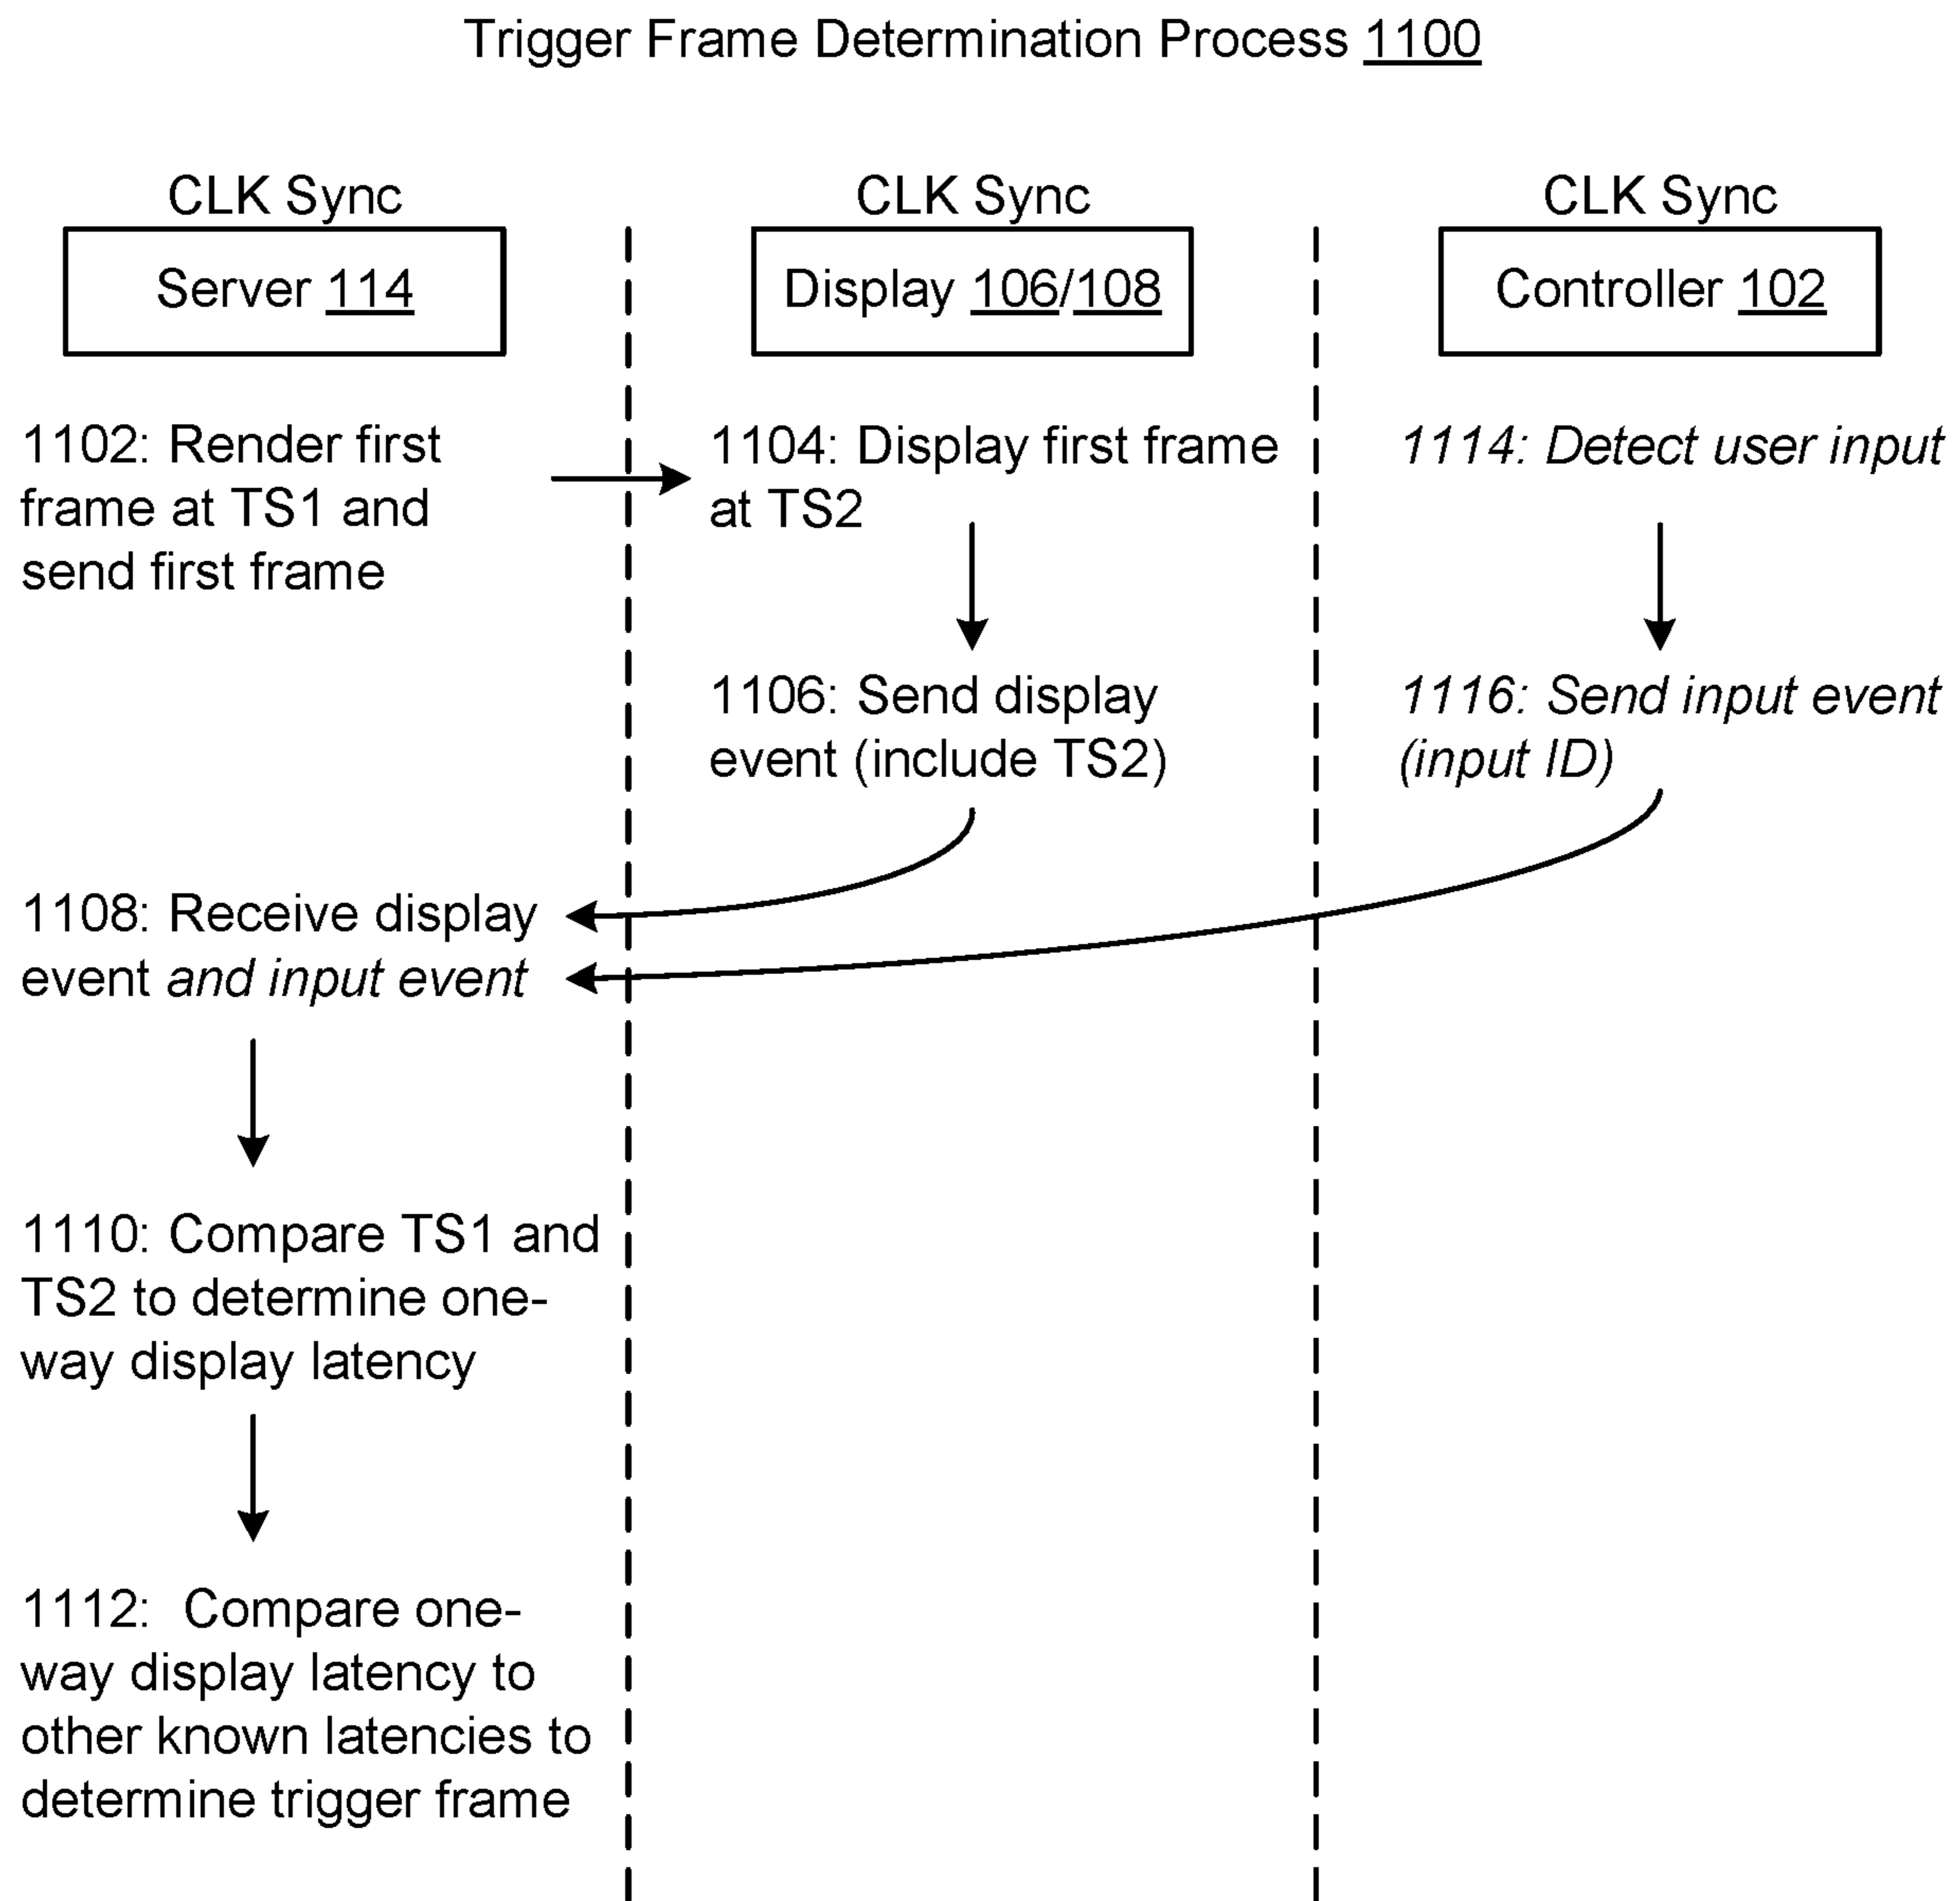 Trigger Frame Determination Process 1100
CLK Sync
Server 114
CLK Sync
Display 106/108
CLK Sync
Controller 102
1102: Render first
frame at TS1 and
send first frame
1104: Display first frame
at TS2
1114: Detect user input
1106: Send display
event (include TS2)
1116: Send input event
(input ID)
1108: Receive display
event and input event
1110: Compare TS1 and
TS2 to determine one-
way display latency
1112: Compare one-
way display latency to
other known latencies to
determine trigger frame